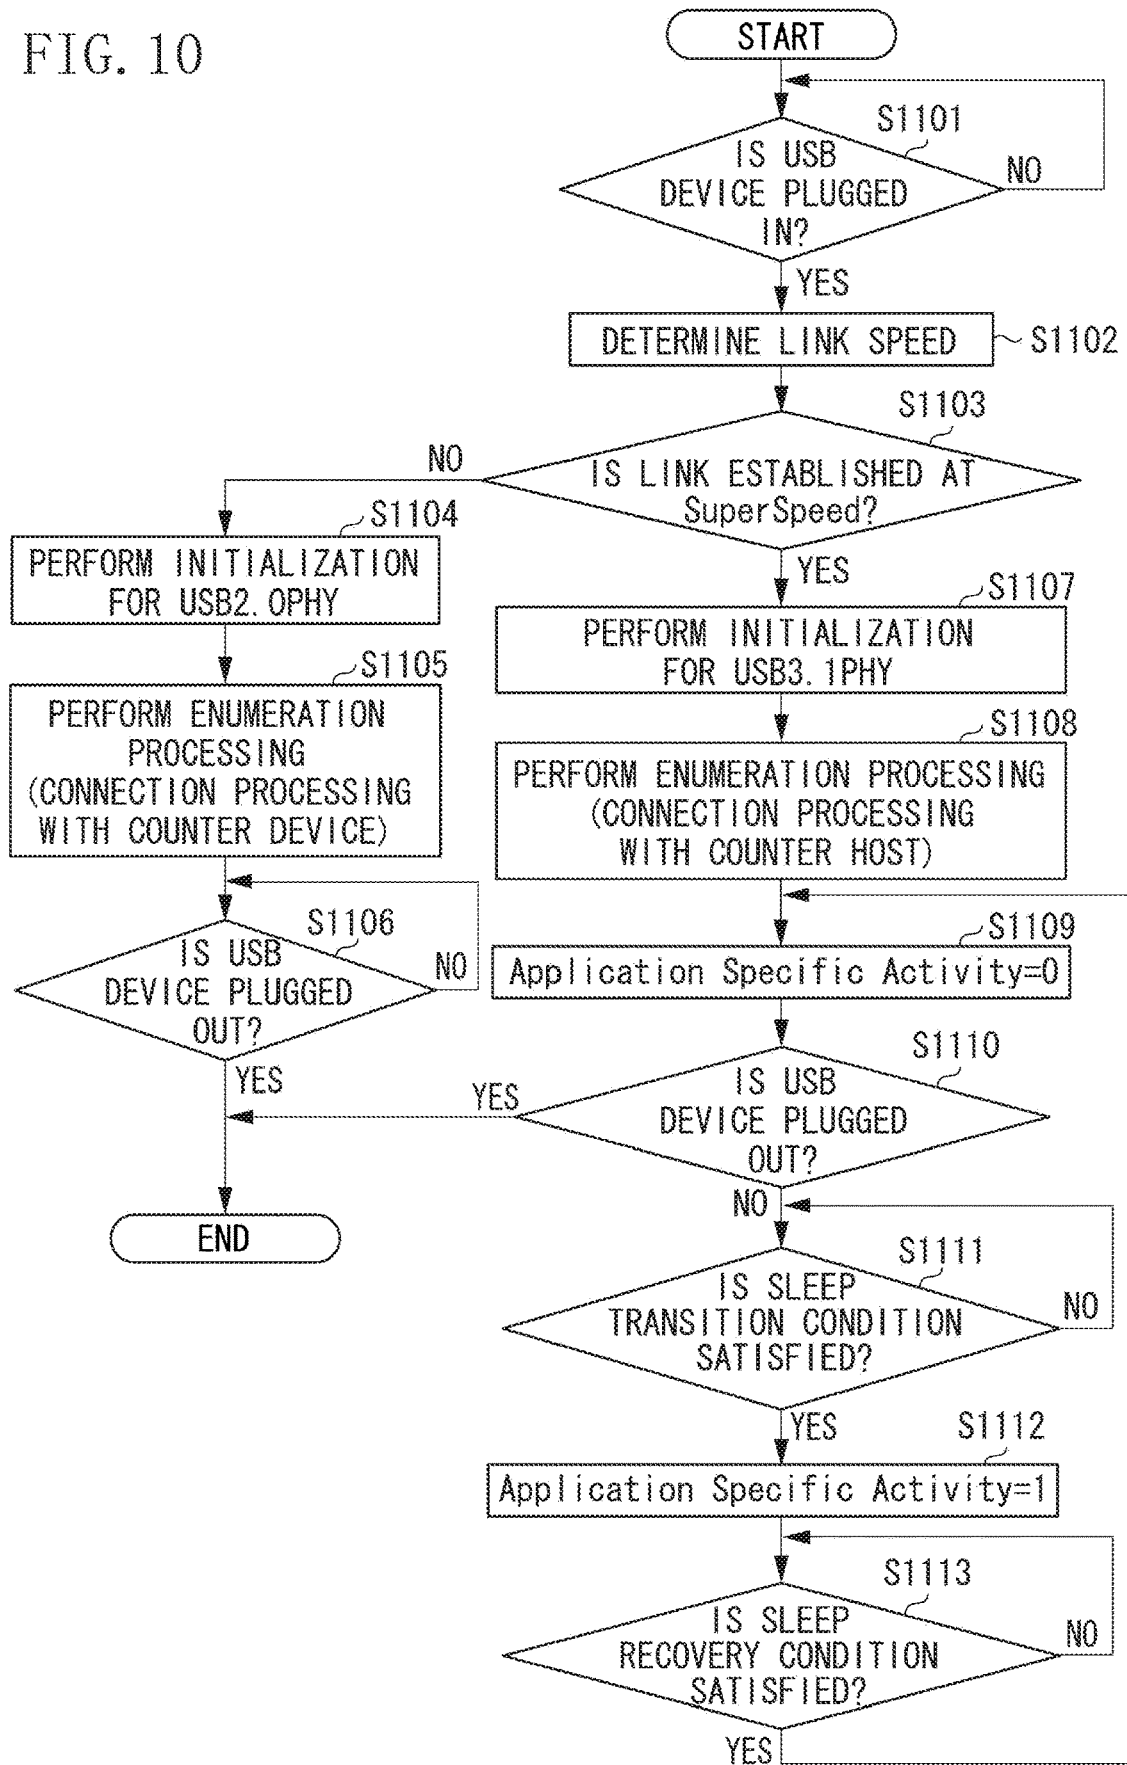 FIG. 10
START
S1101
IS USB
DEVICE PLUGGED
IN?
NO
YES
DETERMINE LINK SPEED
S1102
S1103
NO
IS LINK ESTABLISHED AT
SuperSpeed?
YES
S1104
PERFORM INITIALIZATION
FOR USB2.0PHY
S1105
PERFORM ENUMERATION
PROCESSING
(CONNECTION PROCESSING
WITH COUNTER DEVICE)
S1106
IS USB
DEVICE PLUGGED
OUT?
NO
YES
S1107
PERFORM INITIALIZATION
FOR USB3.1PHY
S1108
PERFORM ENUMERATION PROCESSING
(CONNECTION PROCESSING
WITH COUNTER HOST)
S1109
Application Specific Activity=0
S1110
IS USB
DEVICE PLUGGED
OUT?
YES
NO
END
S1111
IS SLEEP
TRANSITION CONDITION
SATISFIED?
NO
YES
S1112
Application Specific Activity=1
S1113
IS SLEEP
RECOVERY CONDITION
SATISFIED?
NO
YES